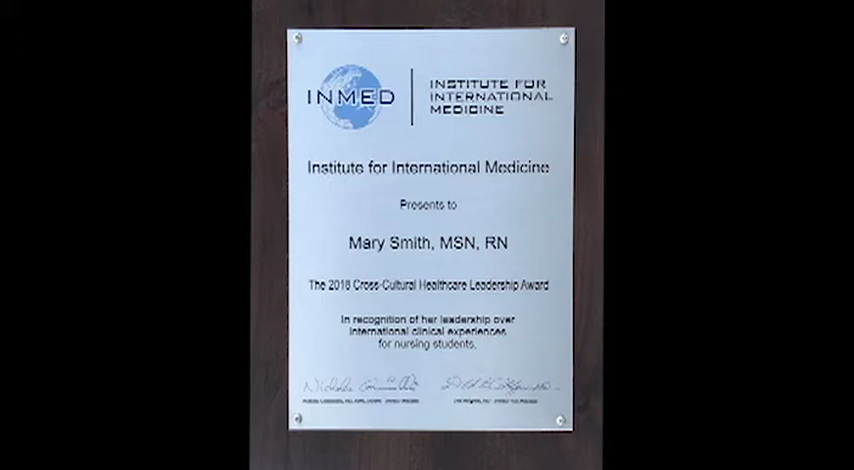 INMED
INSTITUTE FOR
INTERNATIONAL
MEDICINE
Institute for International Medicine
Presents to
Mary Smith, MSN, RN
The 2018 Cross-Cultural Healthcare Leadership Award
In recognition of her leadership over
international clinical experiences
for nursing students.